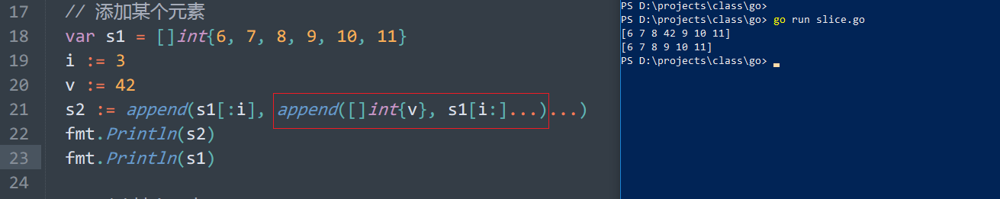 17 // 添加某个元素
18 var s1 = []int{6, 7, 8, 9, 10, 11}
19 i := 3
20 v := 42
21 s2 := append(s1[:i], append([]int{v}, s1[i:]...)...)
22 fmt.Println(s2)
23 fmt.Println(s1)
24
PS D:\projects\class\go>
PS D:\projects\class\go> go run slice.go
[6 7 8 42 9 10 11]
[6 7 8 9 10 11]
PS D:\projects\class\go>